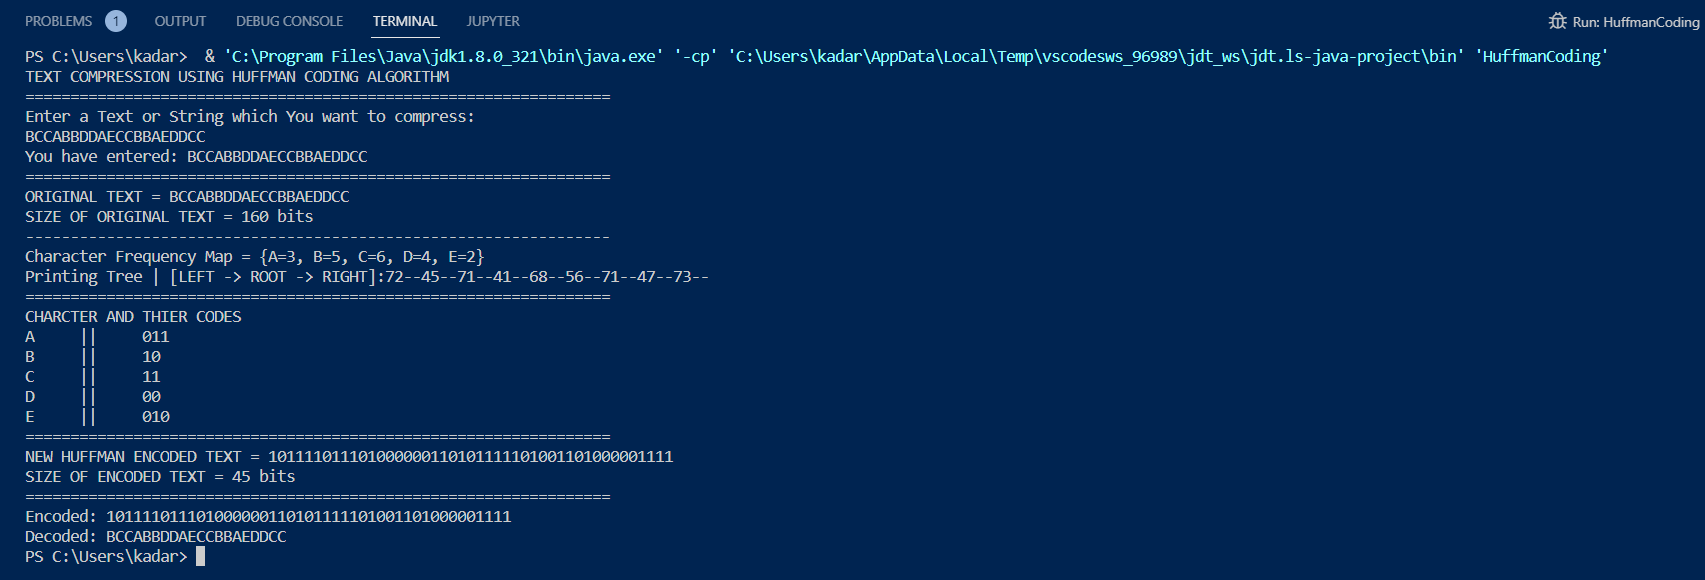 PROBLEMS 1 OUTPUT DEBUG CONSOLE TERMINAL JUPYTER Run: HuffmanCoding
PS C:\Users\kadar>  & 'C:\Program Files\Java\jdk1.8.0_321\bin\java.exe' '-cp' 'C:\Users\kadar\AppData\Local\Temp\vscodesws_96989\jdt_ws\jdt.ls-java-project\bin' 'HuffmanCoding'
TEXT COMPRESSION USING HUFFMAN CODING ALGORITHM
=================================================================
Enter a Text or String which You want to compress:
BCCABBDDAECCBBAEDDCC
You have entered: BCCABBDDAECCBBAEDDCC
=================================================================
ORIGINAL TEXT = BCCABBDDAECCBBAEDDCC
SIZE OF ORIGINAL TEXT = 160 bits
-----------------------------------------------------------------
Character Frequency Map = {A=3, B=5, C=6, D=4, E=2}
Printing Tree | [LEFT -> ROOT -> RIGHT]:72--45--71--41--68--56--71--47--73--
=================================================================
CHARCTER AND THIER CODES
A     ||     011
B     ||     10
C     ||     11
D     ||     00
E     ||     010
=================================================================
NEW HUFFMAN ENCODED TEXT = 101111011101000000110101111101001101000001111
SIZE OF ENCODED TEXT = 45 bits
=================================================================
Encoded: 101111011101000000110101111101001101000001111
Decoded: BCCABBDDAECCBBAEDDCC
PS C:\Users\kadar>